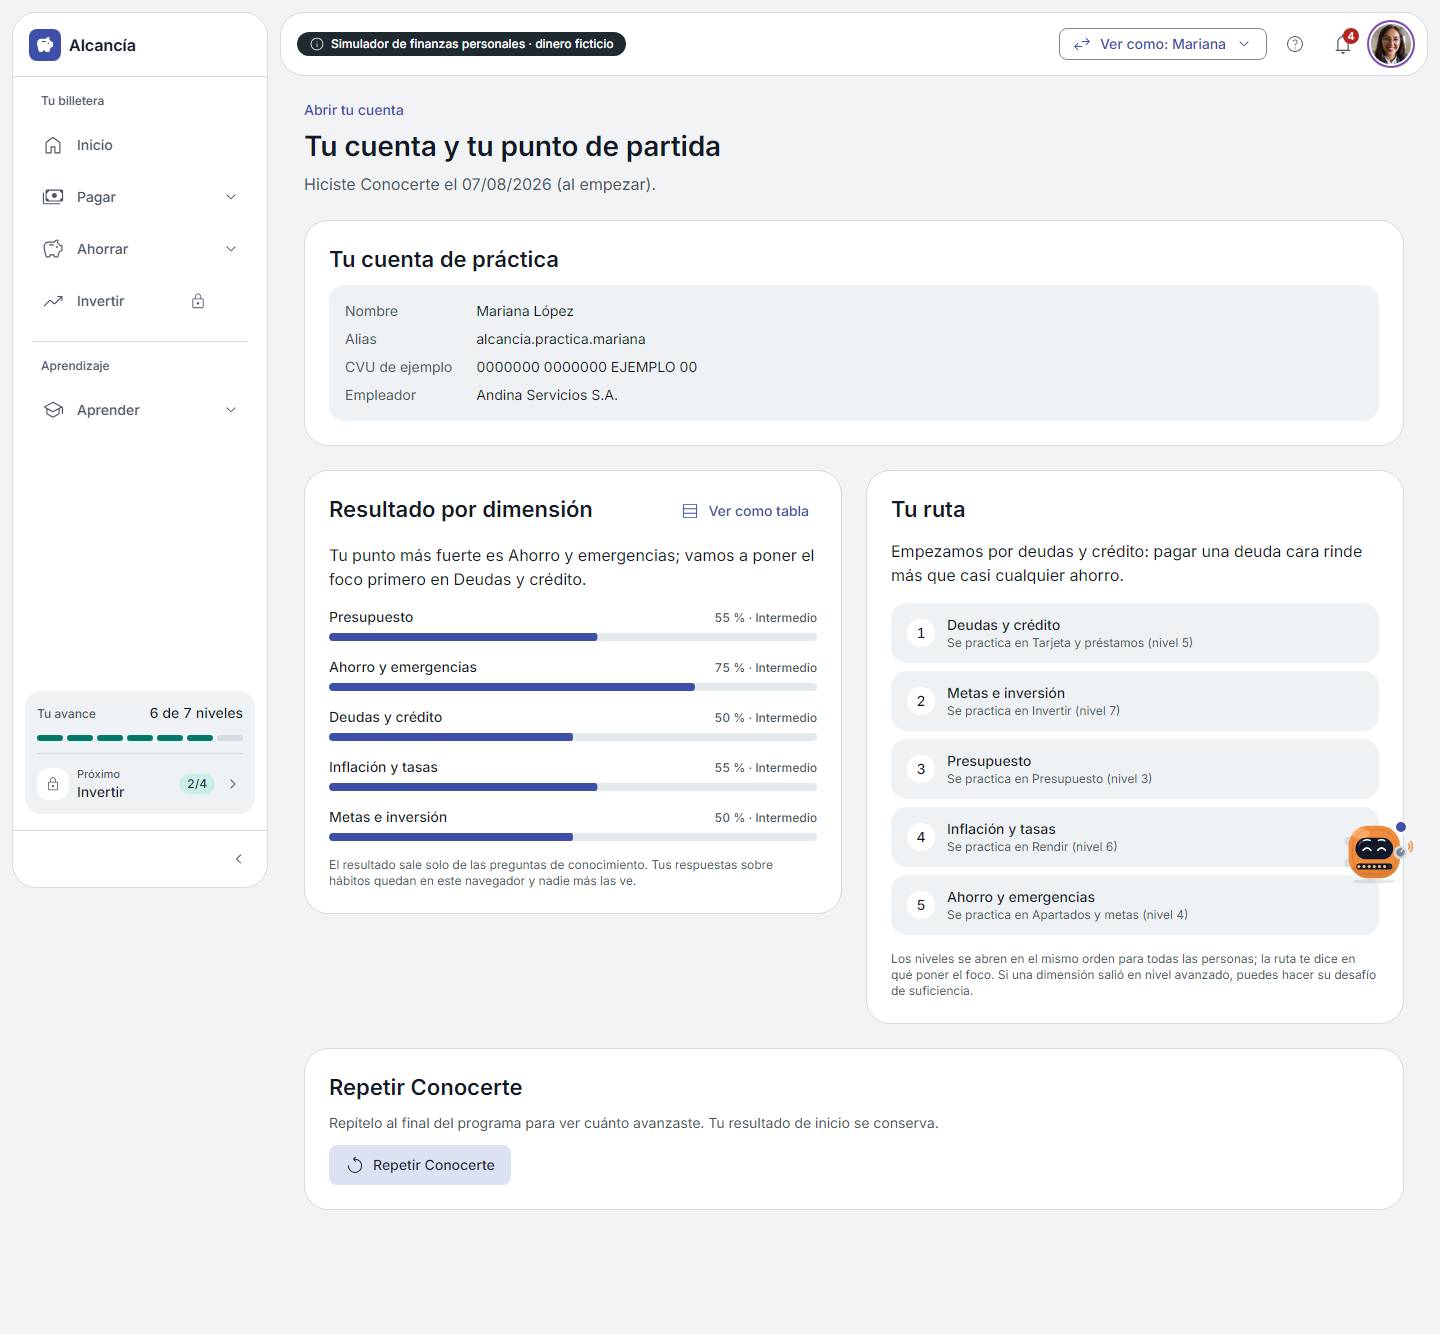 Alcancía
Simulador de finanzas personales · dinero ficticio
Ver como: Mariana
4
Tu billetera
Inicio
Pagar
Ahorrar
Invertir
Aprendizaje
Aprender
Tu avance
6 de 7 niveles
Próximo
Invertir
2/4
Abrir tu cuenta
Tu cuenta y tu punto de partida
Hiciste Conocerte el 07/08/2026 (al empezar).
Tu cuenta de práctica
Nombre Mariana López
Alias alcancia.practica.mariana
CVU de ejemplo 0000000 0000000 EJEMPLO 00
Empleador Andina Servicios S.A.
Resultado por dimensión
Ver como tabla
Tu punto más fuerte es Ahorro y emergencias; vamos a poner el
foco primero en Deudas y crédito.
Presupuesto 55 % · Intermedio
Ahorro y emergencias 75 % · Intermedio
Deudas y crédito 50 % · Intermedio
Inflación y tasas 55 % · Intermedio
Metas e inversión 50 % · Intermedio
El resultado sale solo de las preguntas de conocimiento. Tus respuestas sobre
hábitos quedan en este navegador y nadie más las ve.
Tu ruta
Empezamos por deudas y crédito: pagar una deuda cara rinde
más que casi cualquier ahorro.
1
Deudas y crédito
Se practica en Tarjeta y préstamos (nivel 5)
2
Metas e inversión
Se practica en Invertir (nivel 7)
3
Presupuesto
Se practica en Presupuesto (nivel 3)
4
Inflación y tasas
Se practica en Rendir (nivel 6)
5
Ahorro y emergencias
Se practica en Apartados y metas (nivel 4)
Los niveles se abren en el mismo orden para todas las personas; la ruta te dice en
qué poner el foco. Si una dimensión salió en nivel avanzado, puedes hacer su desafío
de suficiencia.
Repetir Conocerte
Repítelo al final del programa para ver cuánto avanzaste. Tu resultado de inicio se conserva.
Repetir Conocerte